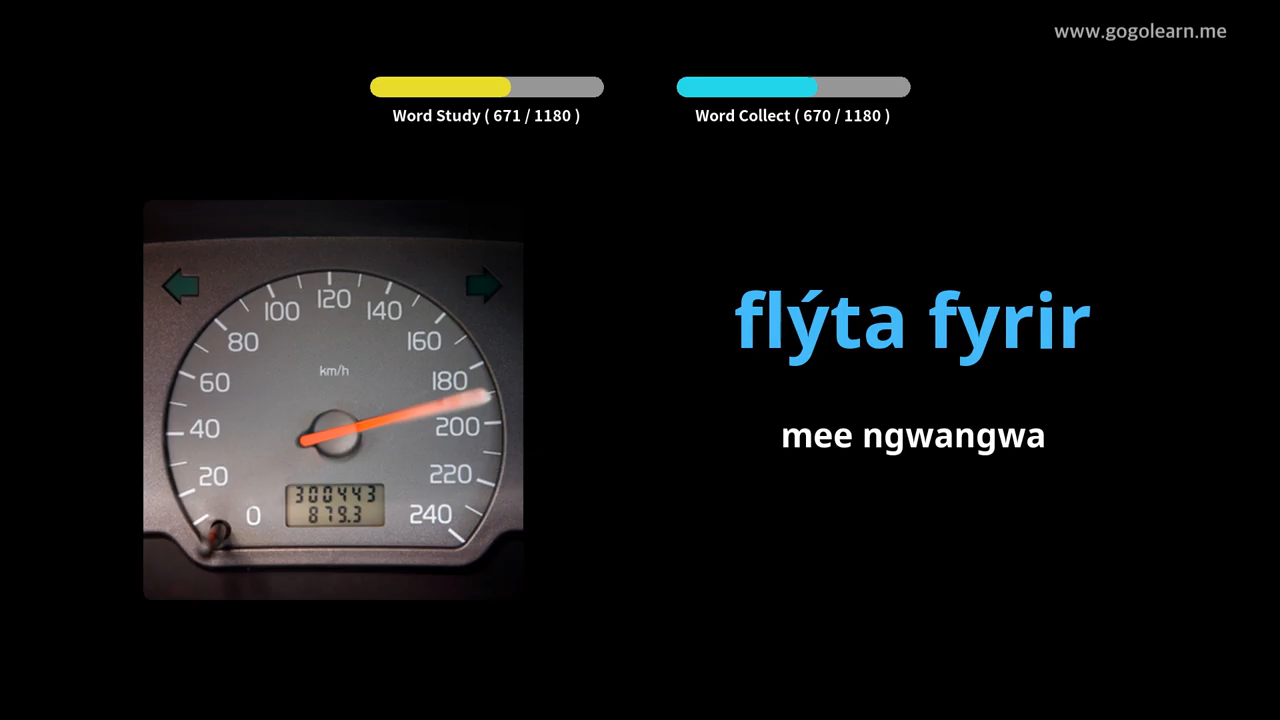 www.gogolearn.me
Word Study ( 671 / 1180 )
Word Collect ( 670 / 1180 )
120
100
140
80
160
km/h
60
180
40
200
20
220
0
240
300443
879.3
flýta fyrir
mee ngwangwa